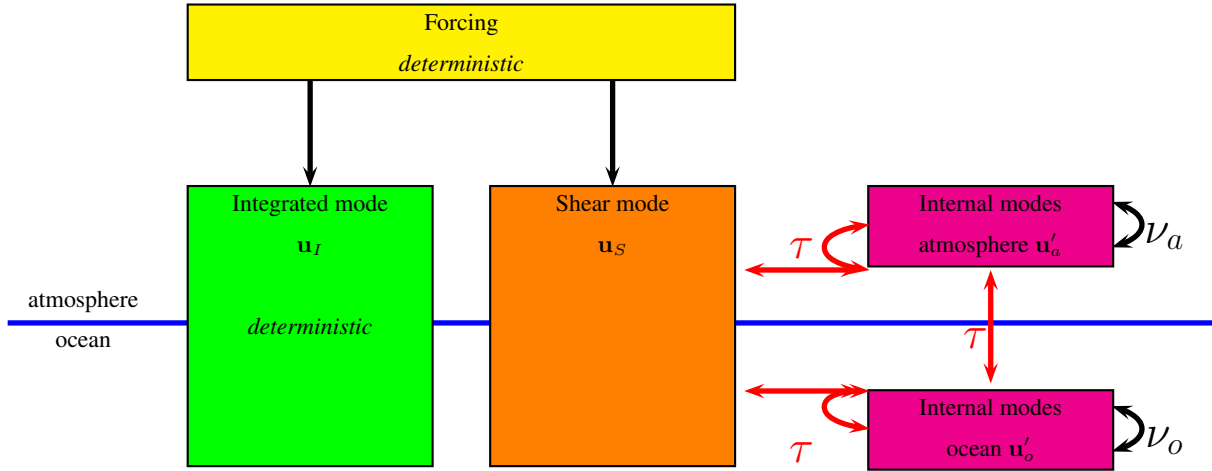 Forcing
deterministic
Integrated mode
u_I
Shear mode
u_S
Internal modes
atmosphere u′_a
τ
ν_a
atmosphere
ocean
deterministic
τ
Internal modes
ocean u′_o
τ
ν_o